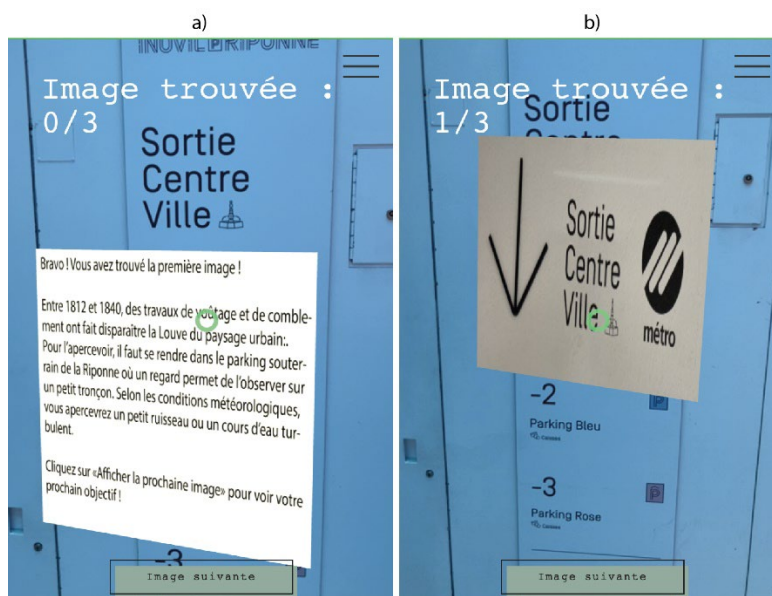 a)
INOVIL P RIPONNE
Image trouvée :
0/3
Sortie
Centre
Ville
Bravo ! Vous avez trouvé la première image !
Entre 1812 et 1840, des travaux de voûtage et de comble-
ment ont fait disparaître la Louve du paysage urbain:.
Pour l'apercevoir, il faut se rendre dans le parking souter-
rain de la Riponne où un regard permet de l'observer sur
un petit tronçon. Selon les conditions météorologiques,
vous apercevrez un petit ruisseau ou un cours d'eau tur-
bulent.
Cliquez sur «Afficher la prochaine image» pour voir votre
prochain objectif !
-3
Image suivante
b)
Image trouvée :
1/3
Sortie
Centre
Sortie
Centre
Ville
métro
-2
P
Parking Bleu
-3
P
Parking Rose
Image suivante